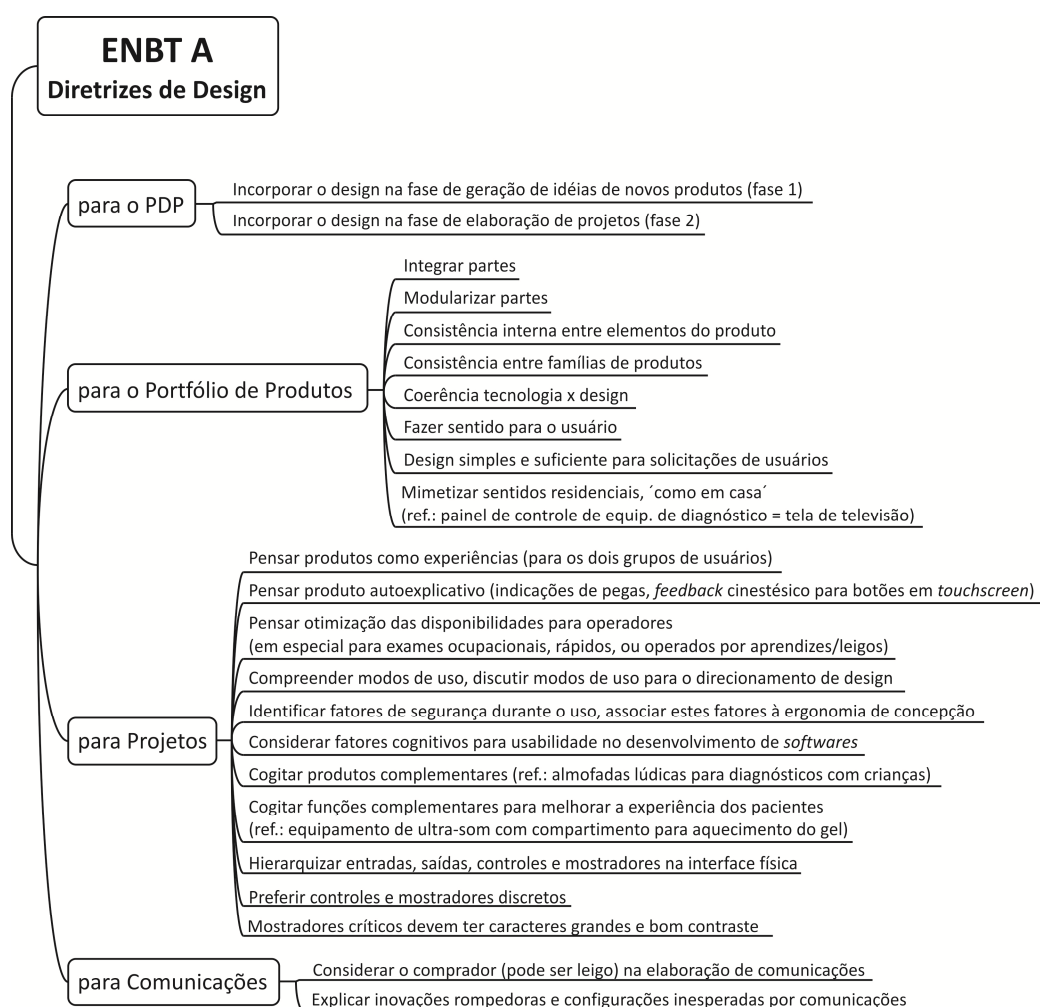 ENBT A
Diretrizes de Design
para o PDP
Incorporar o design na fase de geração de idéias de novos produtos (fase 1)
Incorporar o design na fase de elaboração de projetos (fase 2)
para o Portfólio de Produtos
Integrar partes
Modularizar partes
Consistência interna entre elementos do produto
Consistência entre famílias de produtos
Coerência tecnologia x design
Fazer sentido para o usuário
Design simples e suficiente para solicitações de usuários
Mimetizar sentidos residenciais, ´como em casa´
(ref.: painel de controle de equip. de diagnóstico = tela de televisão)
para Projetos
Pensar produtos como experiências (para os dois grupos de usuários)
Pensar produto autoexplicativo (indicações de pegas, feedback cinestésico para botões em touchscreen)
Pensar otimização das disponibilidades para operadores
(em especial para exames ocupacionais, rápidos, ou operados por aprendizes/leigos)
Compreender modos de uso, discutir modos de uso para o direcionamento de design
Identificar fatores de segurança durante o uso, associar estes fatores à ergonomia de concepção
Considerar fatores cognitivos para usabilidade no desenvolvimento de softwares
Cogitar produtos complementares (ref.: almofadas lúdicas para diagnósticos com crianças)
Cogitar funções complementares para melhorar a experiência dos pacientes
(ref.: equipamento de ultra-som com compartimento para aquecimento do gel)
Hierarquizar entradas, saídas, controles e mostradores na interface física
Preferir controles e mostradores discretos
Mostradores críticos devem ter caracteres grandes e bom contraste
para Comunicações
Considerar o comprador (pode ser leigo) na elaboração de comunicações
Explicar inovações rompedoras e configurações inesperadas por comunicações